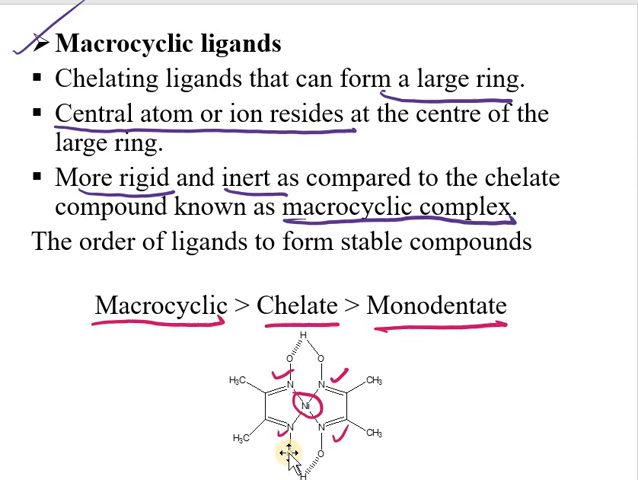 ➤ Macrocyclic ligands
▪ Chelating ligands that can form a large ring.
▪ Central atom or ion resides at the centre of the
large ring.
▪ More rigid and inert as compared to the chelate
compound known as macrocyclic complex.
The order of ligands to form stable compounds
Macrocyclic > Chelate > Monodentate
H
O O
H₃C N N CH₃
Ni
H₃C N N CH₃
O
H